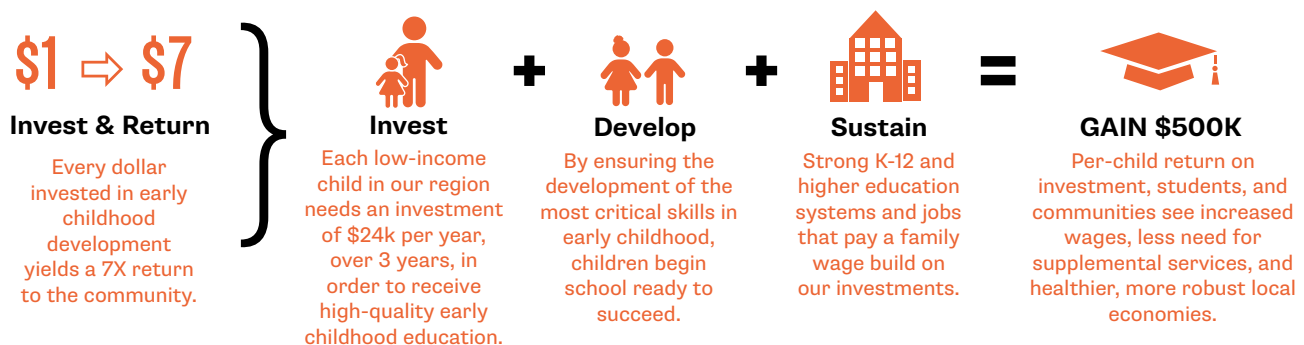 $1 ⇨ $7
Invest & Return
Every dollar
invested in early
childhood
development
yields a 7X return
to the community.
}
Invest
Each low-income
child in our region
needs an investment
of $24k per year,
over 3 years, in
order to receive
high-quality early
childhood education.
+
Develop
By ensuring the
development of the
most critical skills in
early childhood,
children begin
school ready to
succeed.
+
Sustain
Strong K-12 and
higher education
systems and jobs
that pay a family
wage build on
our investments.
=
GAIN $500K
Per-child return on
investment, students, and
communities see increased
wages, less need for
supplemental services, and
healthier, more robust local
economies.